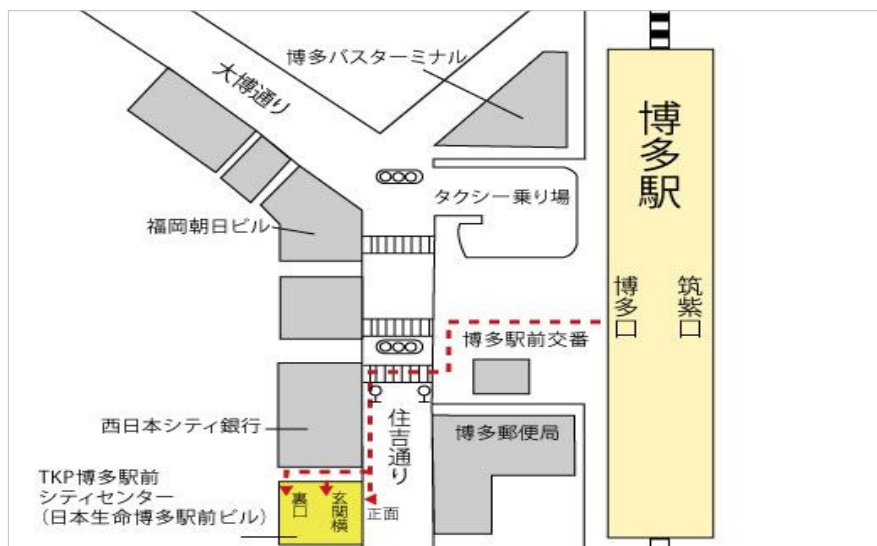 博多バスターミナル
大博通り
博多駅
タクシー乗り場
福岡朝日ビル
博多口
筑紫口
博多駅前交番
西日本シティ銀行
住吉通り
博多郵便局
TKP博多駅前
シティセンター
(日本生命博多駅前ビル)
裏口
玄関横
正面